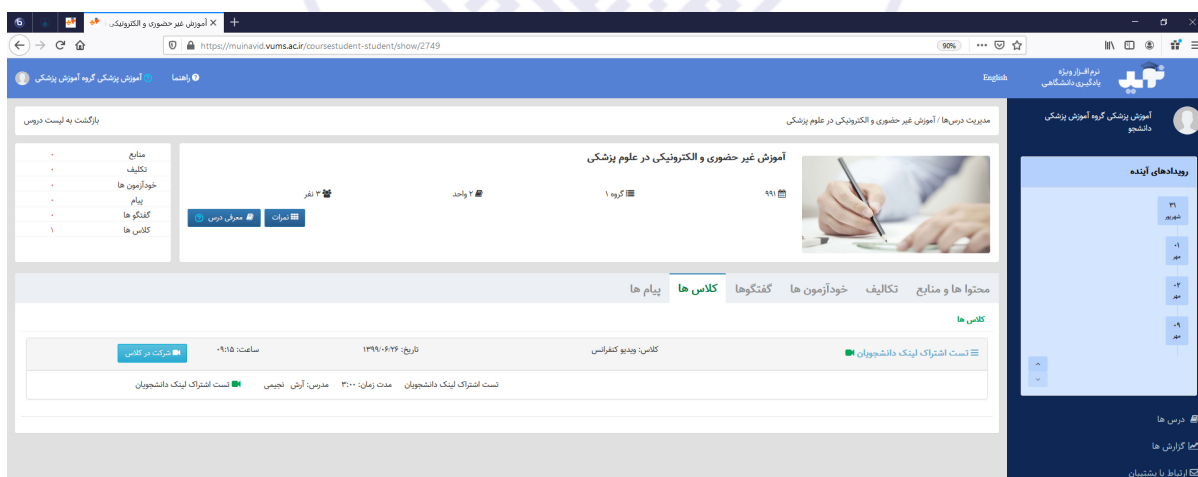 آموزش غیر حضوری و الکترونیکی
https://muinavid.vums.ac.ir/coursestudent-student/show/2749
90%
نرم افـزار ویـژه
یادگیری دانشگاهی
English
راهنما
آموزش پزشکی گروه آموزش پزشکی
آموزش پزشکی گروه آموزش پزشکی
دانشجو
رویدادهای آینده
۳۱
شهریور
۰۱
مهر
۰۲
مهر
۰۹
مهر
درس ها
گزارش ها
ارتباط با پشتیبان
مدیریت درس‌ها / آموزش غیر حضوری و الکترونیکی در علوم پزشکی
بازگشت به لیست دروس
آموزش غیر حضوری و الکترونیکی در علوم پزشکی
۹۹۱ گروه ۱ ۲ واحد ۳ نفر
نمرات معرفی درس
منابع ۰
تکلیف ۰
خودآزمون ها ۰
پیام ۰
گفتگو ها ۰
کلاس ها ۱
محتوا ها و منابع تکالیف خودآزمون ها گفتگوها کلاس ها پیام ها
کلاس ها
تست اشتراک لینک دانشجویان کلاس: ویدیو کنفرانس تاریخ: ۱۳۹۹/۰۶/۲۶ ساعت: ۰۹:۱۵ شرکت در کلاس
تست اشتراک لینک دانشجویان مدت زمان: ۳:۰۰ مدرس: آرش نجیمی تست اشتراک لینک دانشجویان